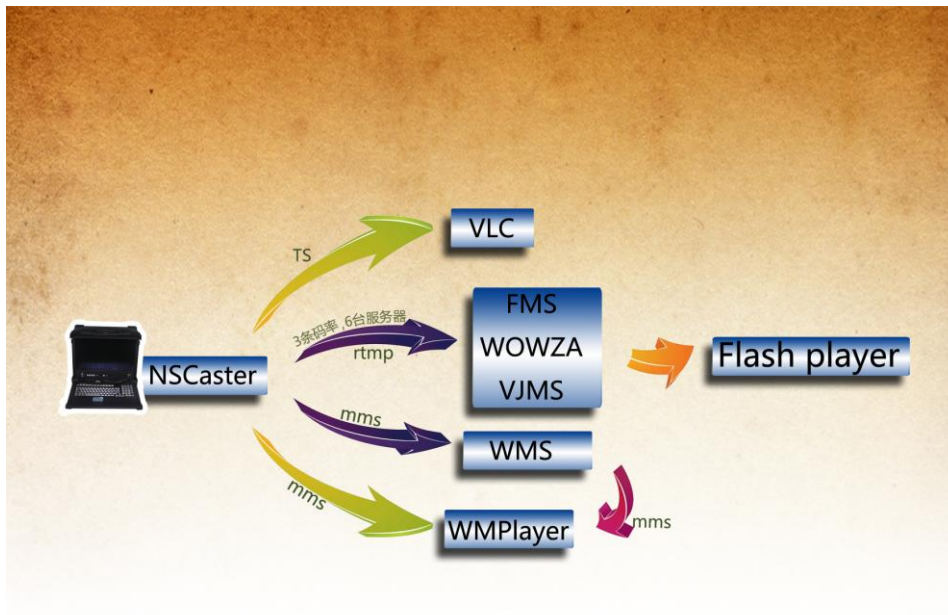 VLC
TS
3条码率,6台服务器
rtmp
FMS
WOWZA
VJMS
Flash player
NSCaster
mms
WMS
mms
WMPlayer
mms